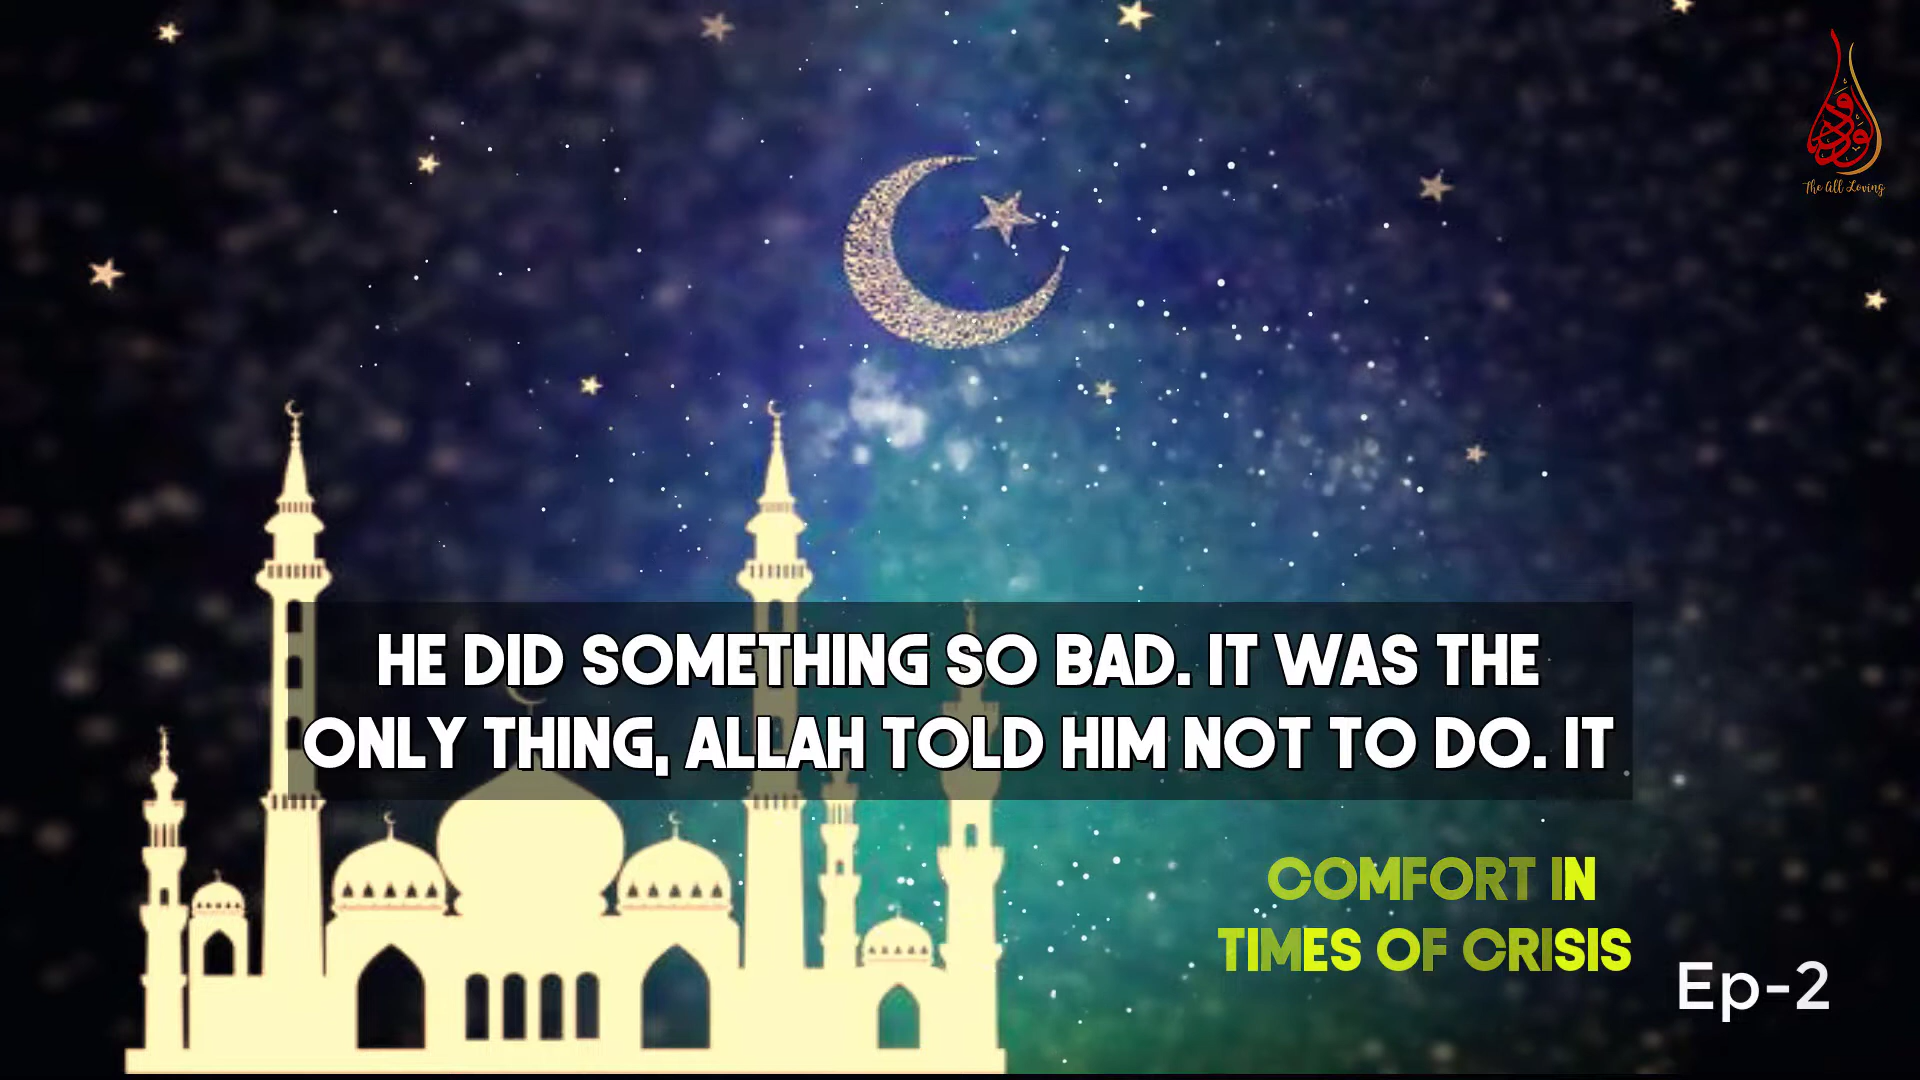 The All Loving
HE DID SOMETHING SO BAD. IT WAS THE
ONLY THING, ALLAH TOLD HIM NOT TO DO. IT
COMFORT IN
TIMES OF CRISIS
Ep-2